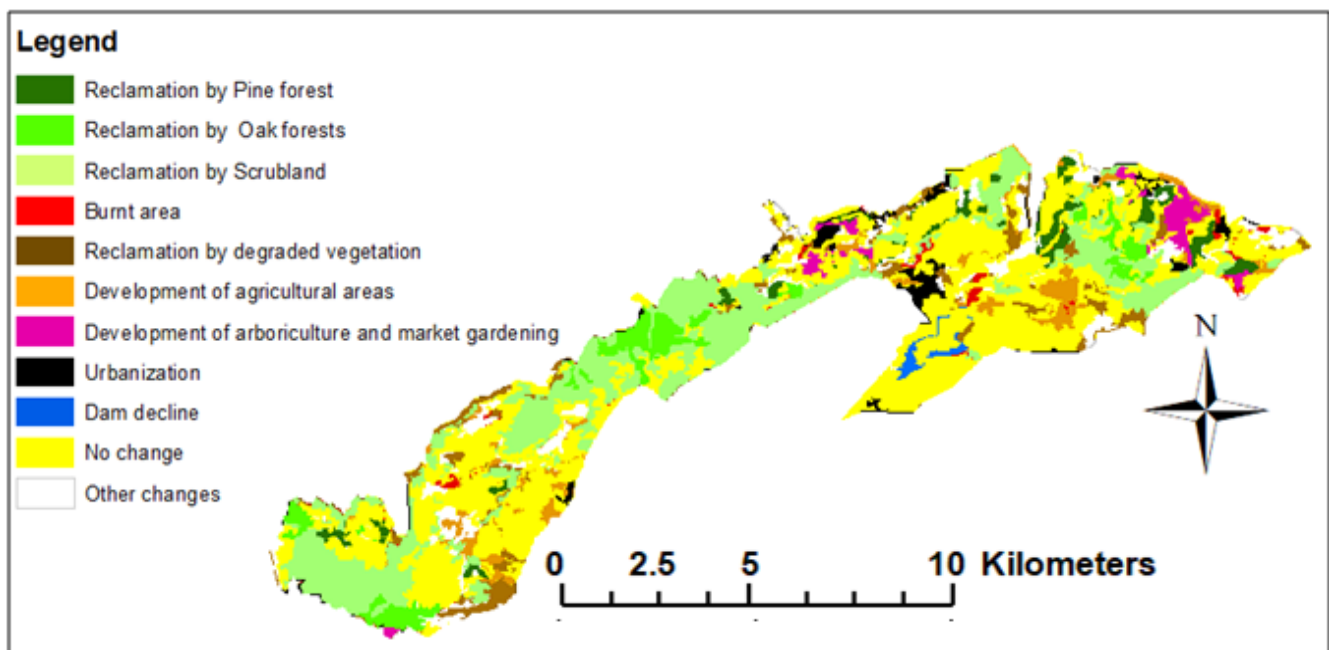 Legend
Reclamation by Pine forest
Reclamation by Oak forests
Reclamation by Scrubland
Burnt area
Reclamation by degraded vegetation
Development of agricultural areas
Development of arboriculture and market gardening
Urbanization
Dam decline
No change
Other changes
N
0 2.5 5 10 Kilometers